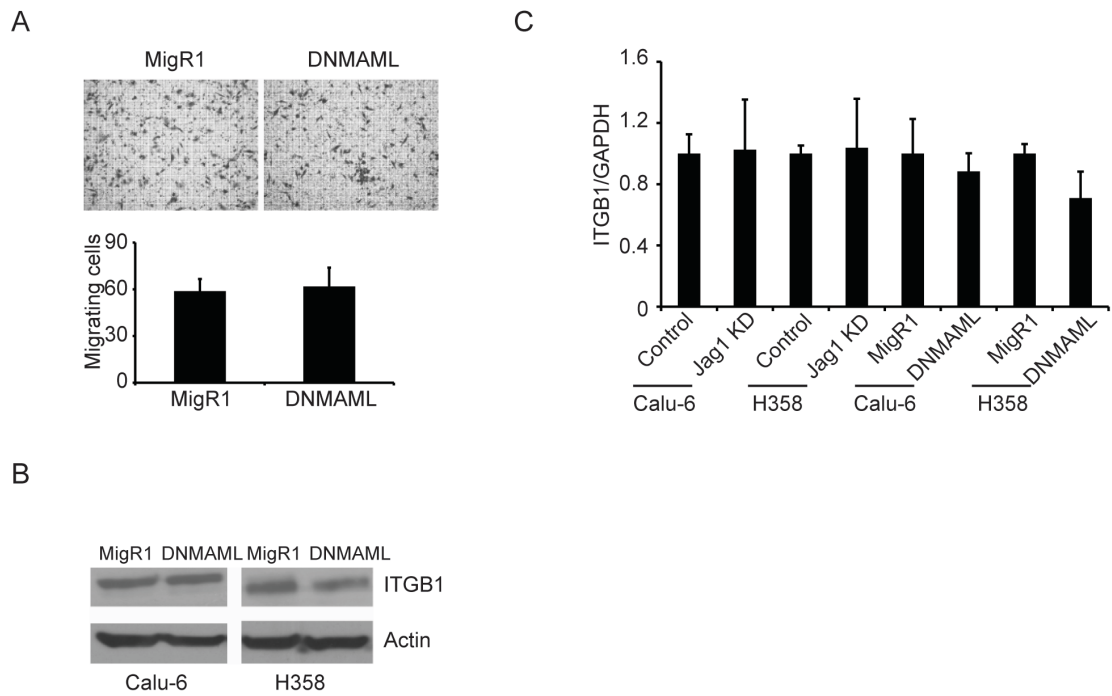 A
MigR1 DNMAML
Migrating cells
90
60
30
0
MigR1 DNMAML
B
MigR1 DNMAML MigR1 DNMAML
ITGB1
Actin
Calu-6 H358
C
ITGB1/GAPDH
1.6
1.2
0.8
0.4
0
Control Jag1 KD Control Jag1 KD MigR1 DNMAML MigR1 DNMAML
Calu-6 H358 Calu-6 H358